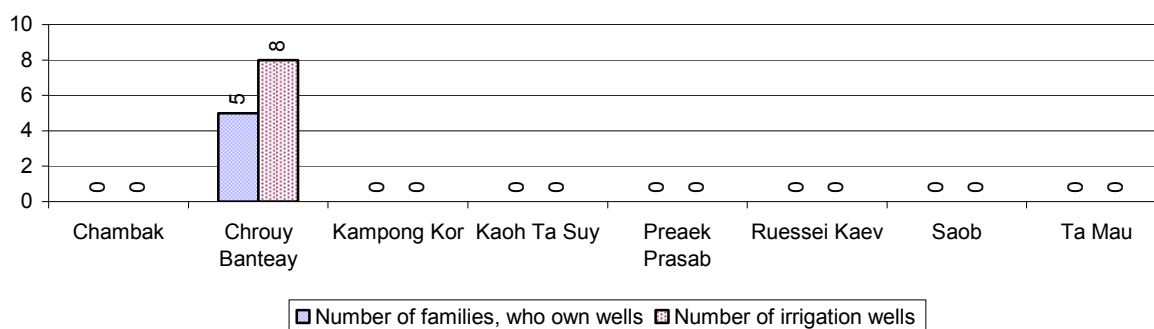 10
8
6
4
2
0
0 0
5 8
0 0
0 0
0 0
0 0
0 0
0 0
Chambak
Chrouy
Banteay
Kampong Kor
Kaoh Ta Suy
Preaek
Prasab
Ruessei Kaev
Saob
Ta Mau
Number of families, who own wells
Number of irrigation wells